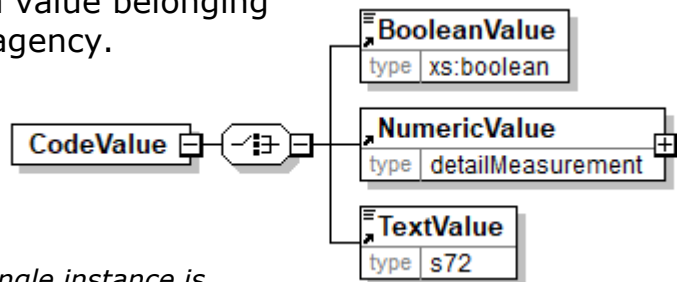 value belonging
agency.
BooleanValue
type xs:boolean
CodeValue
NumericValue
type detailMeasurement
TextValue
type s72
ngle instance is